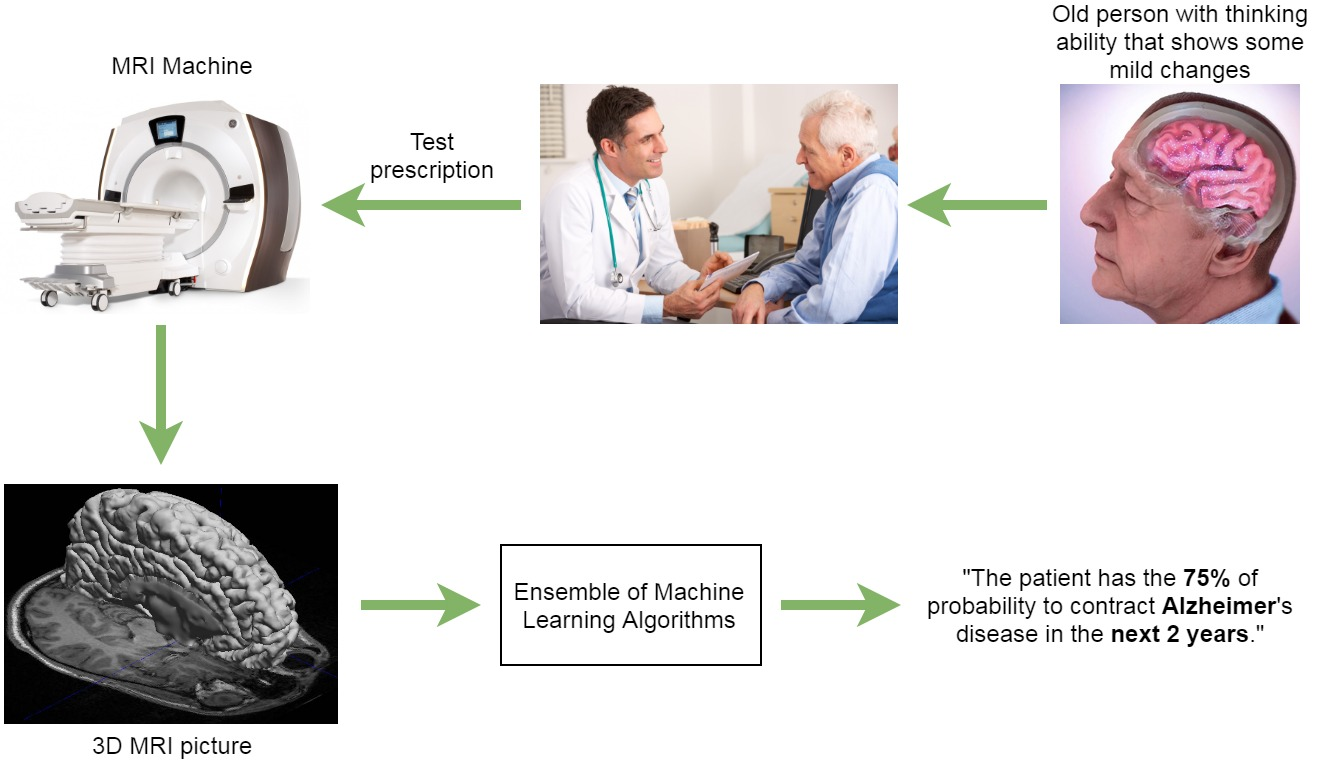 Old person with thinking
ability that shows some
mild changes
MRI Machine
Test
prescription
3D MRI picture
Ensemble of Machine
Learning Algorithms
"The patient has the 75% of
probability to contract Alzheimer's
disease in the next 2 years."